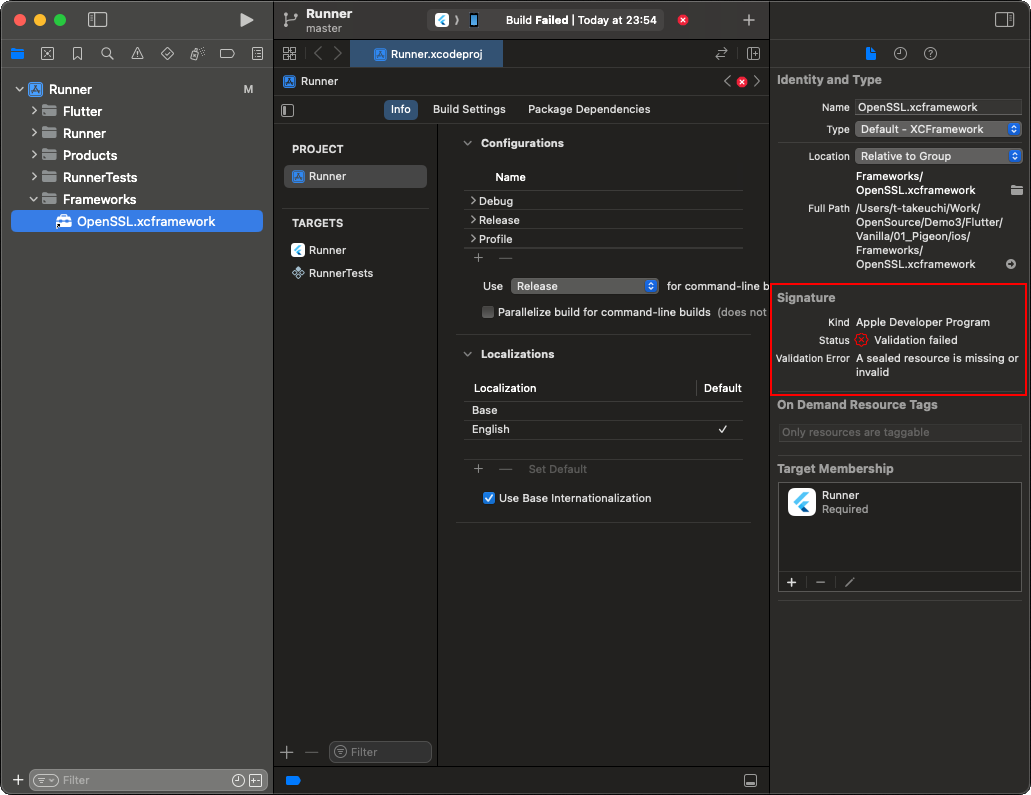 Runner
master
Build Failed | Today at 23:54
Runner.xcodeproj
Runner
M
Flutter
Runner
Products
RunnerTests
Frameworks
OpenSSL.xcframework
Filter
Runner
Info
Build Settings
Package Dependencies
PROJECT
Runner
TARGETS
Runner
RunnerTests
Filter
Configurations
Name
Debug
Release
Profile
Use
Release
for command-line b
Parallelize build for command-line builds (does not
Localizations
Localization
Default
Base
English
Set Default
Use Base Internationalization
Identity and Type
Name OpenSSL.xcframework
Type Default - XCFramework
Location Relative to Group
Frameworks/
OpenSSL.xcframework
Full Path /Users/t-takeuchi/Work/
OpenSource/Demo3/Flutter/
Vanilla/01_Pigeon/ios/
Frameworks/
OpenSSL.xcframework
Signature
Kind Apple Developer Program
Status Validation failed
Validation Error A sealed resource is missing or
invalid
On Demand Resource Tags
Only resources are taggable
Target Membership
Runner
Required